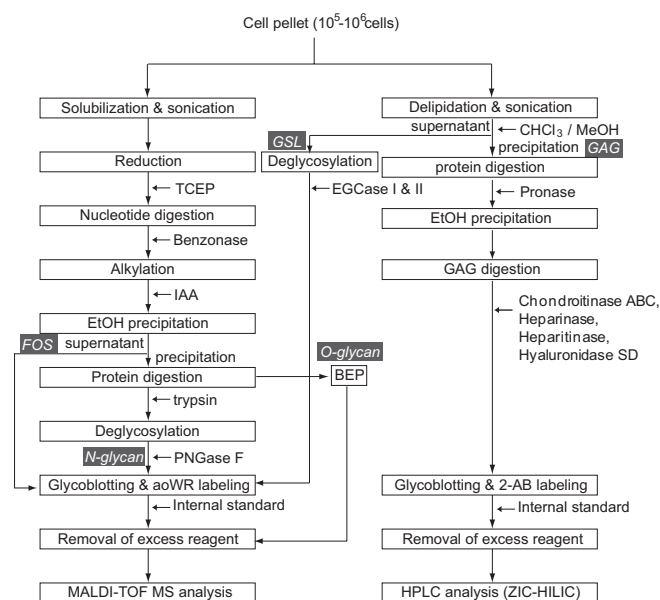 Cell pellet (10⁵-10⁶cells)
Solubilization & sonication
Reduction
TCEP
Nucleotide digestion
Benzonase
Alkylation
IAA
EtOH precipitation
FOS
supernatant
precipitation
Protein digestion
trypsin
Deglycosylation
N-glycan
PNGase F
Glycoblotting & aoWR labeling
Internal standard
Removal of excess reagent
MALDI-TOF MS analysis
O-glycan
BEP
GSL
Deglycosylation
EGCase I & II
Delipidation & sonication
supernatant
CHCl₃ / MeOH
precipitation
GAG
protein digestion
Pronase
EtOH precipitation
GAG digestion
Chondroitinase ABC,
Heparinase,
Heparitinase,
Hyaluronidase SD
Glycoblotting & 2-AB labeling
Internal standard
Removal of excess reagent
HPLC analysis (ZIC-HILIC)